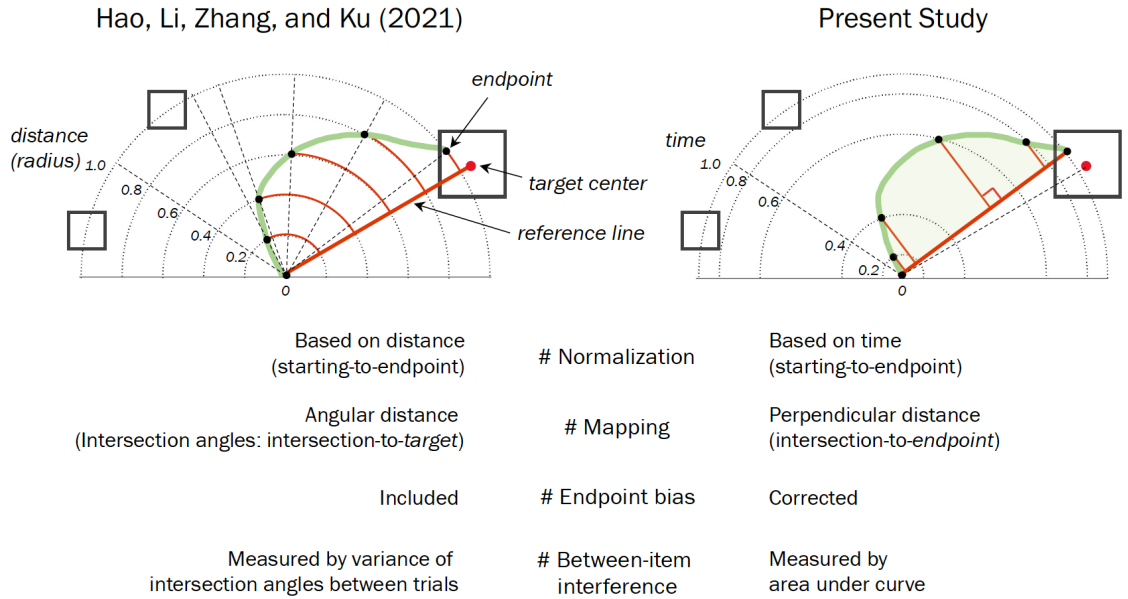 Hao, Li, Zhang, and Ku (2021)
Present Study
endpoint
distance
(radius)
1.0
0.8
0.6
0.4
0.2
0
target center
reference line
time
1.0
0.8
0.6
0.4
0.2
0
Based on distance
(starting-to-endpoint)
# Normalization
Based on time
(starting-to-endpoint)
Angular distance
(Intersection angles: intersection-to-target)
# Mapping
Perpendicular distance
(intersection-to-endpoint)
Included
# Endpoint bias
Corrected
Measured by variance of
intersection angles between trials
# Between-item
interference
Measured by
area under curve